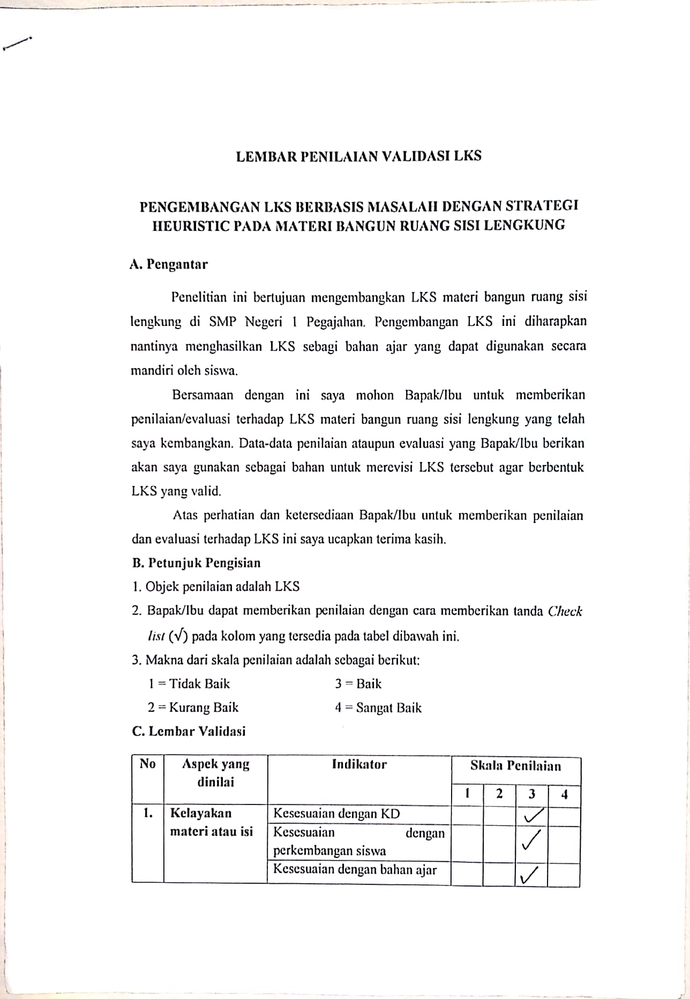 LEMBAR PENILAIAN VALIDASI LKS
PENGEMBANGAN LKS BERBASIS MASALAH DENGAN STRATEGI
HEURISTIC PADA MATERI BANGUN RUANG SISI LENGKUNG
A. Pengantar
Penelitian ini bertujuan mengembangkan LKS materi bangun ruang sisi
lengkung di SMP Negeri 1 Pegajahan. Pengembangan LKS ini diharapkan
nantinya menghasilkan LKS sebagi bahan ajar yang dapat digunakan secara
mandiri oleh siswa.
Bersamaan dengan ini saya mohon Bapak/Ibu untuk memberikan
penilaian/evaluasi terhadap LKS materi bangun ruang sisi lengkung yang telah
saya kembangkan. Data-data penilaian ataupun evaluasi yang Bapak/Ibu berikan
akan saya gunakan sebagai bahan untuk merevisi LKS tersebut agar berbentuk
LKS yang valid.
Atas perhatian dan ketersediaan Bapak/Ibu untuk memberikan penilaian
dan evaluasi terhadap LKS ini saya ucapkan terima kasih.
B. Petunjuk Pengisian
1. Objek penilaian adalah LKS
2. Bapak/Ibu dapat memberikan penilaian dengan cara memberikan tanda Check
list (√) pada kolom yang tersedia pada tabel dibawah ini.
3. Makna dari skala penilaian adalah sebagai berikut:
1 = Tidak Baik 3 = Baik
2 = Kurang Baik 4 = Sangat Baik
C. Lembar Validasi
No Aspek yang Indikator Skala Penilaian
dinilai
1 2 3 4
1. Kelayakan Kesesuaian dengan KD ✓
materi atau isi Kesesuaian dengan ✓
perkembangan siswa
Kesesuaian dengan bahan ajar ✓